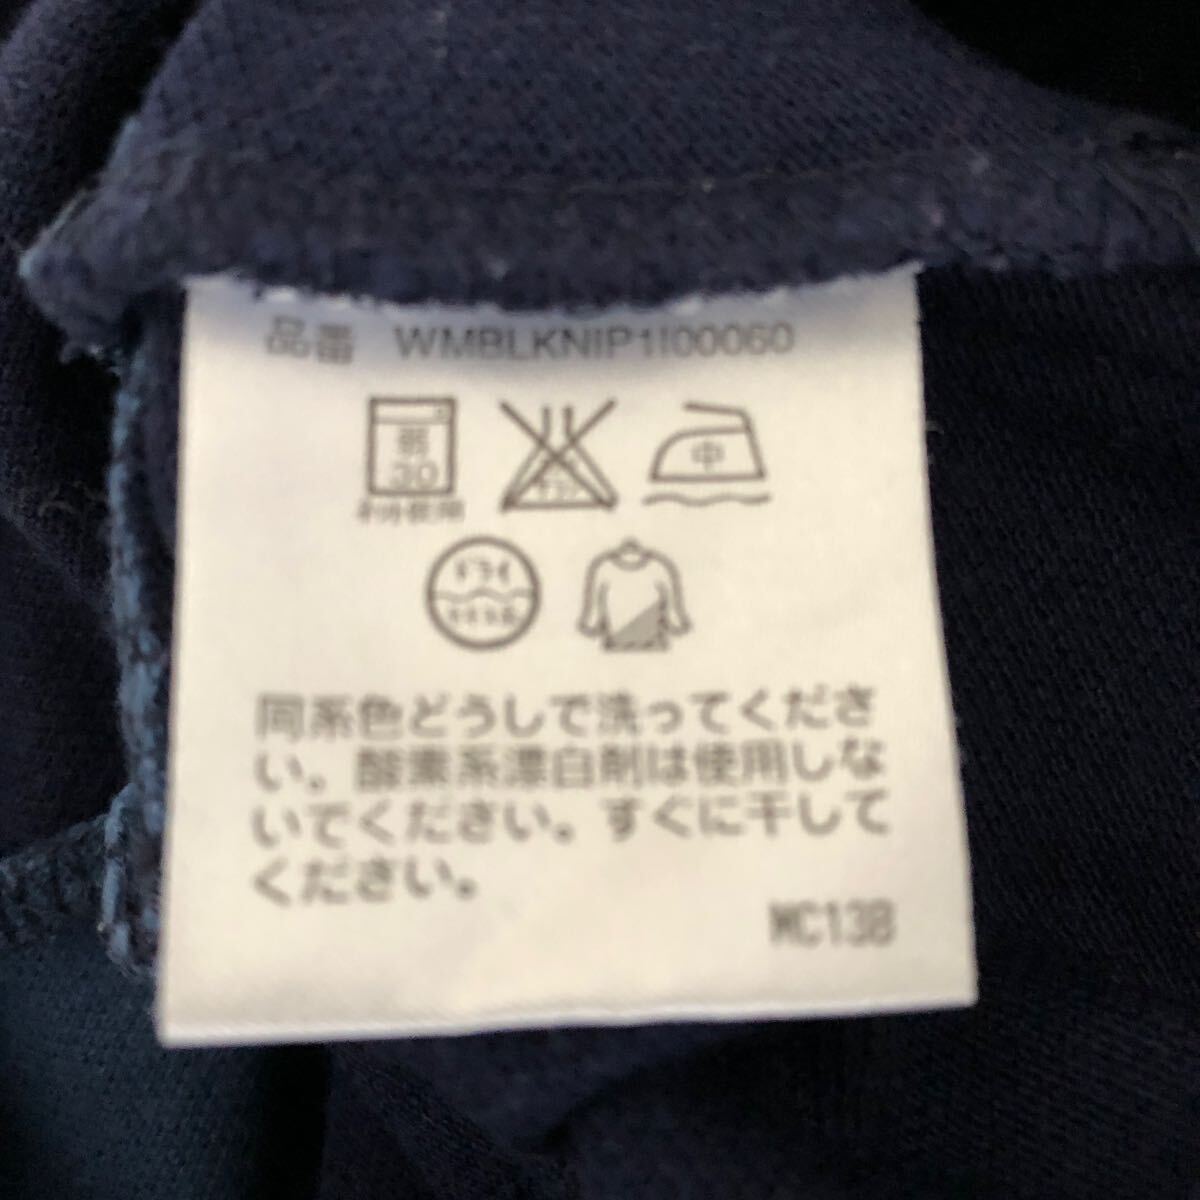 品番 WMBLKNIP1I00060
弱
30
ネット使用
中
ドライ
同系色どうしで洗ってくださ
い。酸素系漂白剤は使用しな
いでください。すぐに干して
ください。
MC13B